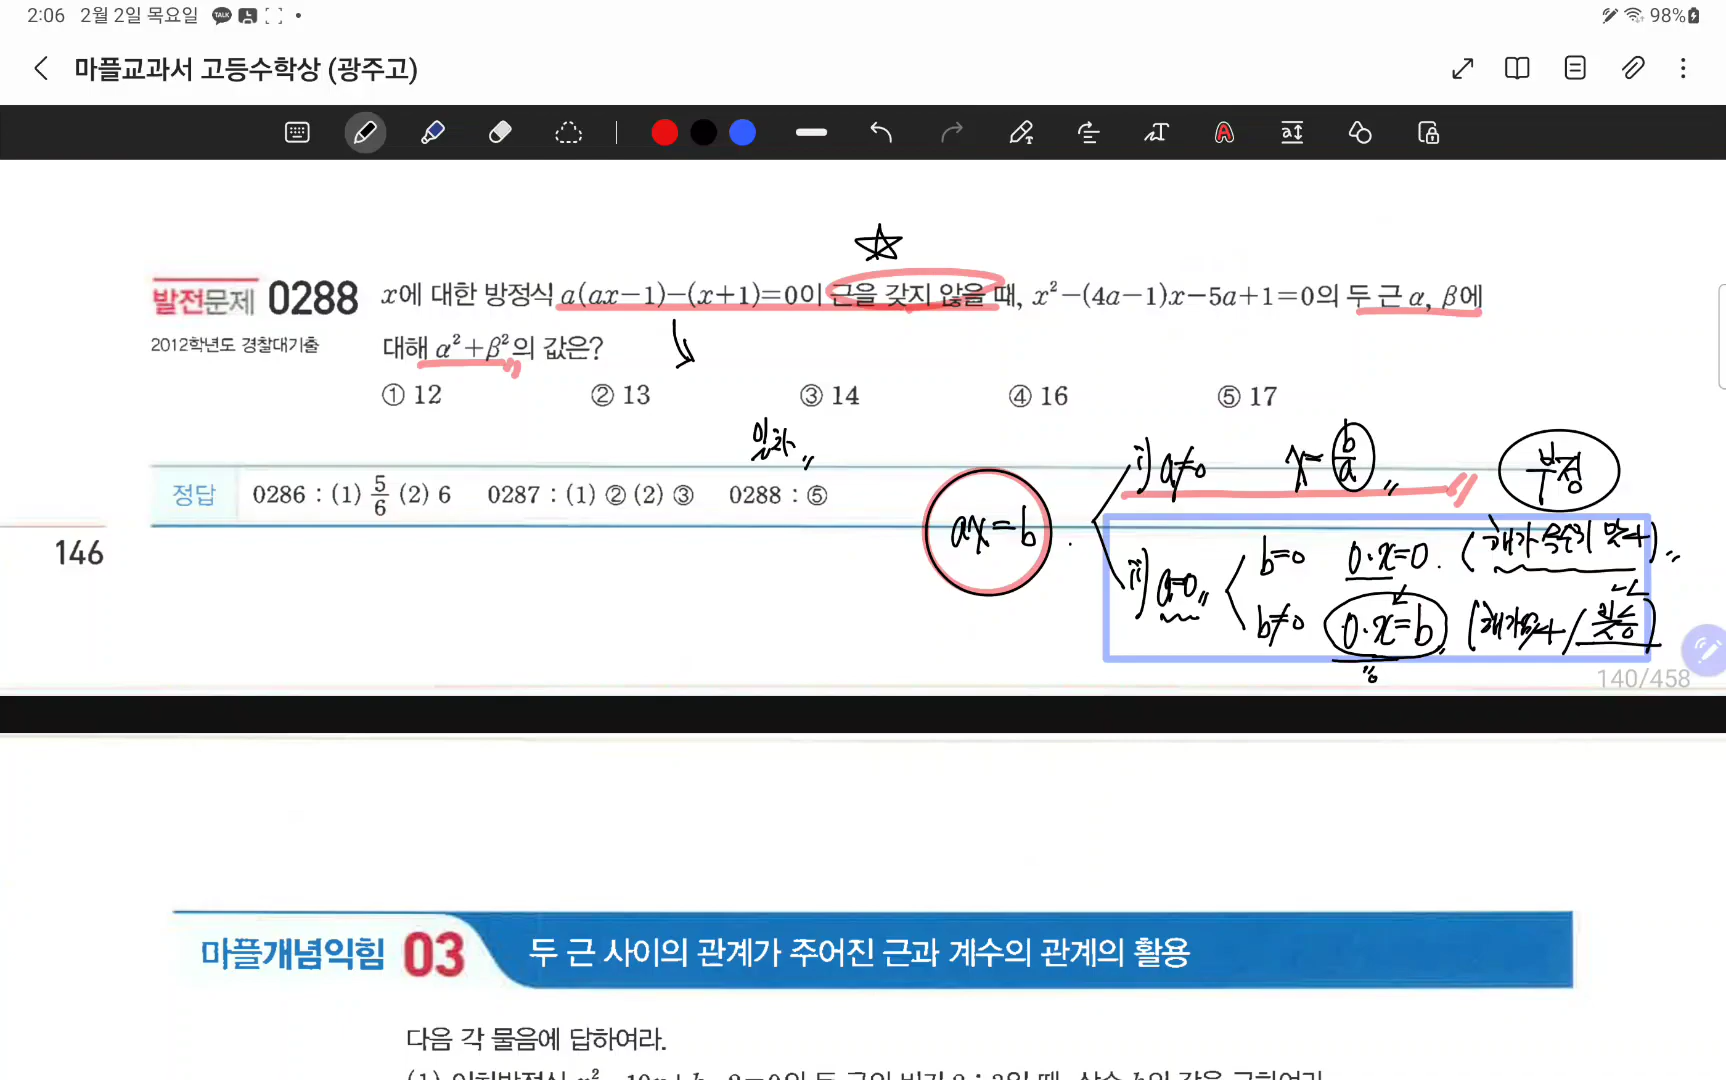 2:06 2월 2일 목요일 98%
마플교과서 고등수학상 (광주고)
발전문제 0288 x에 대한 방정식 a(ax−1)−(x+1)=0이 근을 갖지 않을 때, x²−(4a−1)x−5a+1=0의 두 근 α, β에
2012학년도 경찰대기출 대해 α²+β²의 값은?
① 12 ② 13 ③ 14 ④ 16 ⑤ 17
일차
i) a≠0 x=b/a 부정
정답 0286 : (1) 5/6 (2) 6 0287 : (1) ② (2) ③ 0288 : ⑤
ax=b
146
b=0 0·x=0. (해가 무수히 많다)
ii) a=0
b≠0 0·x=b (해가 없다/불능)
140/458
마플개념익힘 03 두 근 사이의 관계가 주어진 근과 계수의 관계의 활용
다음 각 물음에 답하여라.